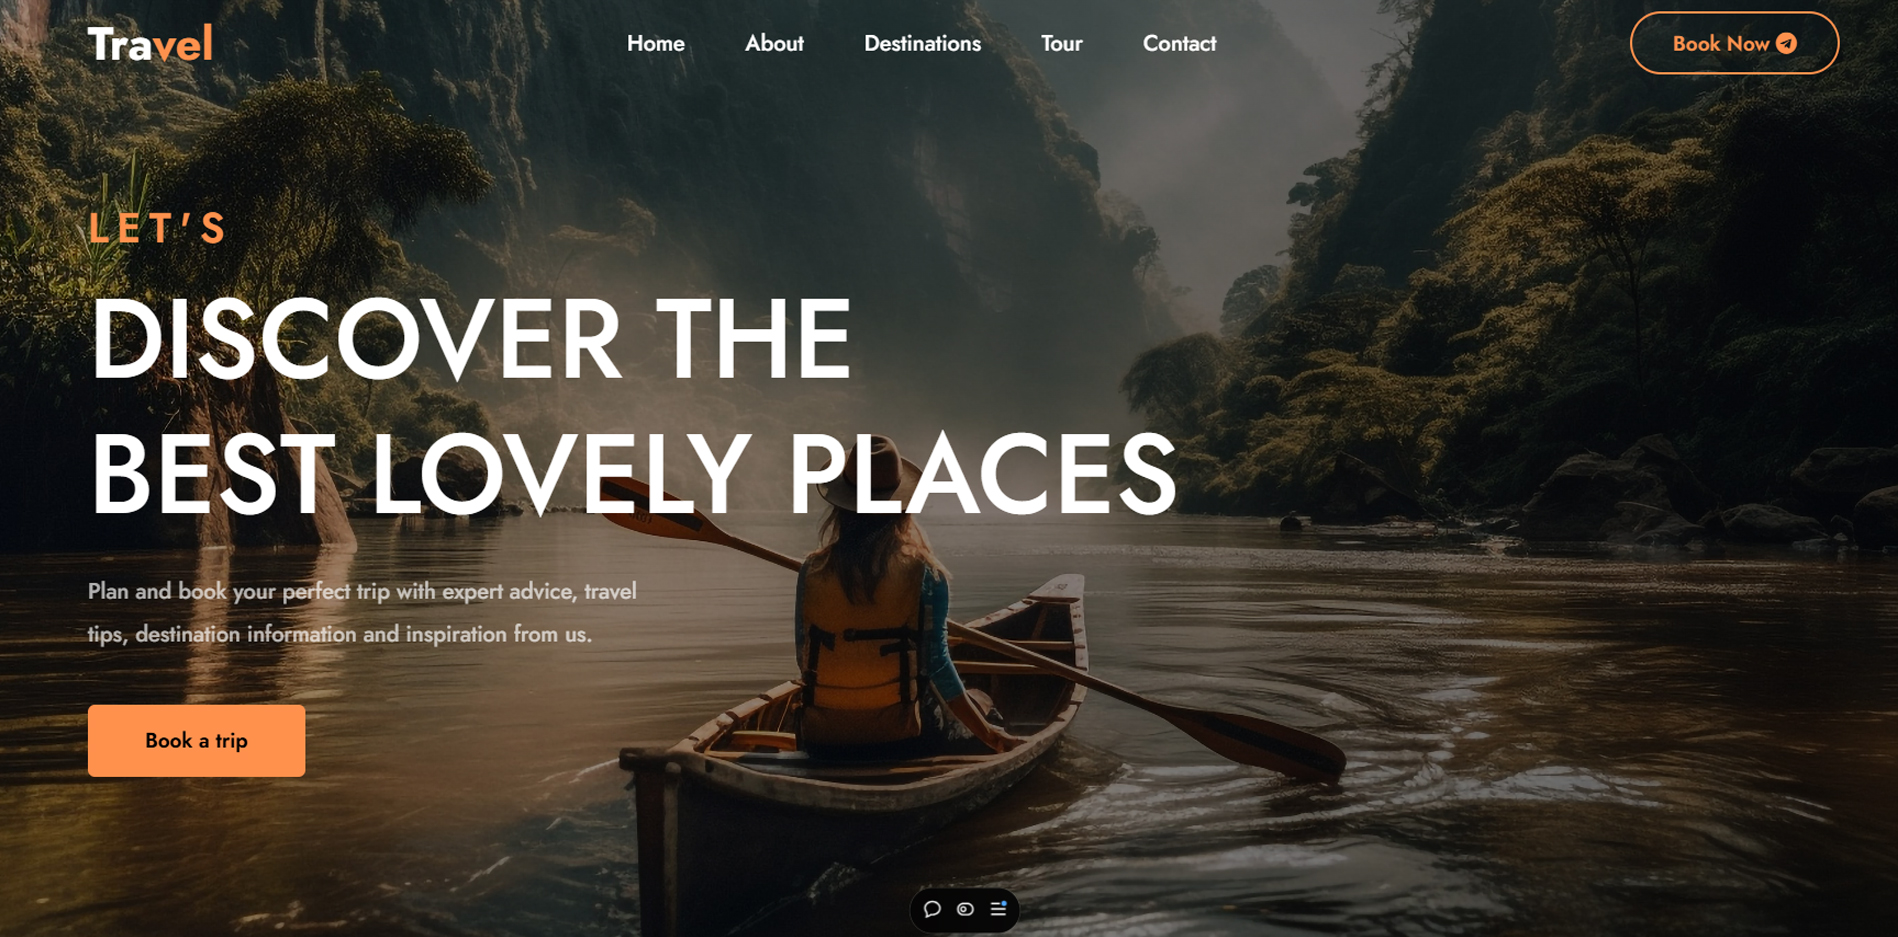 Travel
Home About Destinations Tour Contact
Book Now
LET'S
DISCOVER THE
BEST LOVELY PLACES
Plan and book your perfect trip with expert advice, travel
tips, destination information and inspiration from us.
Book a trip